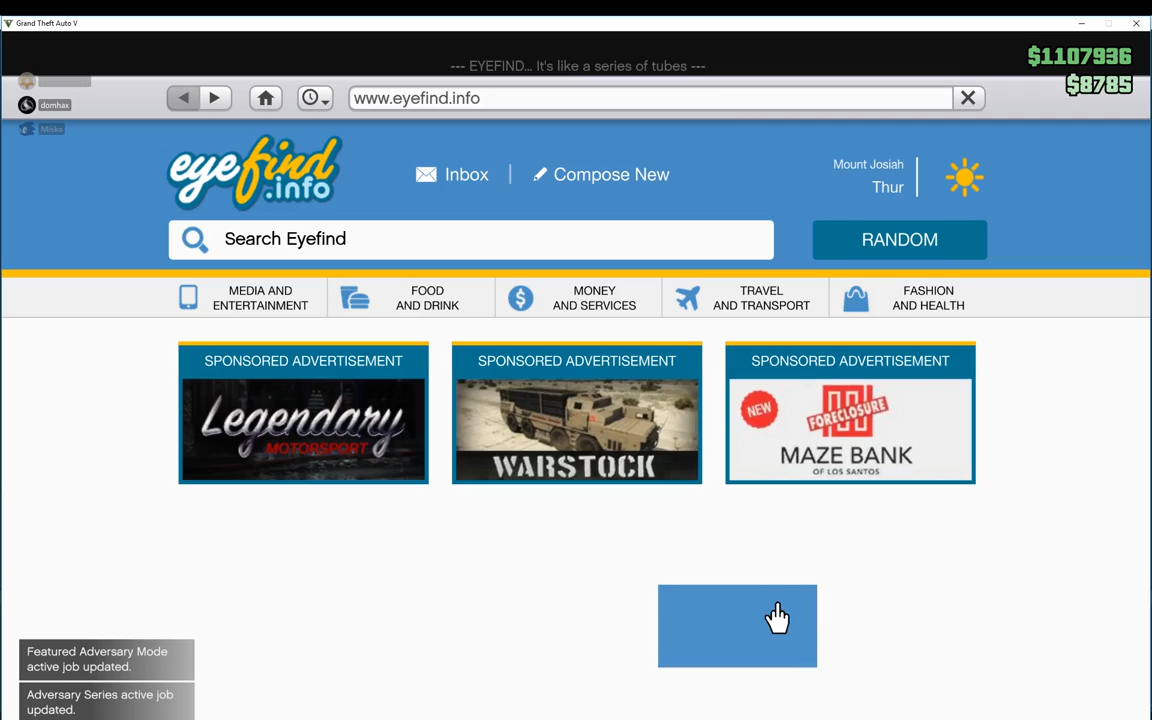 Grand Theft Auto V
--- EYEFIND... It's like a series of tubes ---
$1107936
$8785
domhax
www.eyefind.info
Misko
eyefind
.info
Inbox
Compose New
Mount Josiah
Thur
Search Eyefind
RANDOM
MEDIA AND
ENTERTAINMENT
FOOD
AND DRINK
MONEY
AND SERVICES
TRAVEL
AND TRANSPORT
FASHION
AND HEALTH
SPONSORED ADVERTISEMENT
Legendary
MOTORSPORT
SPONSORED ADVERTISEMENT
WARSTOCK
SPONSORED ADVERTISEMENT
NEW
FORECLOSURE
MAZE BANK
OF LOS SANTOS
Featured Adversary Mode
active job updated.
Adversary Series active job
updated.